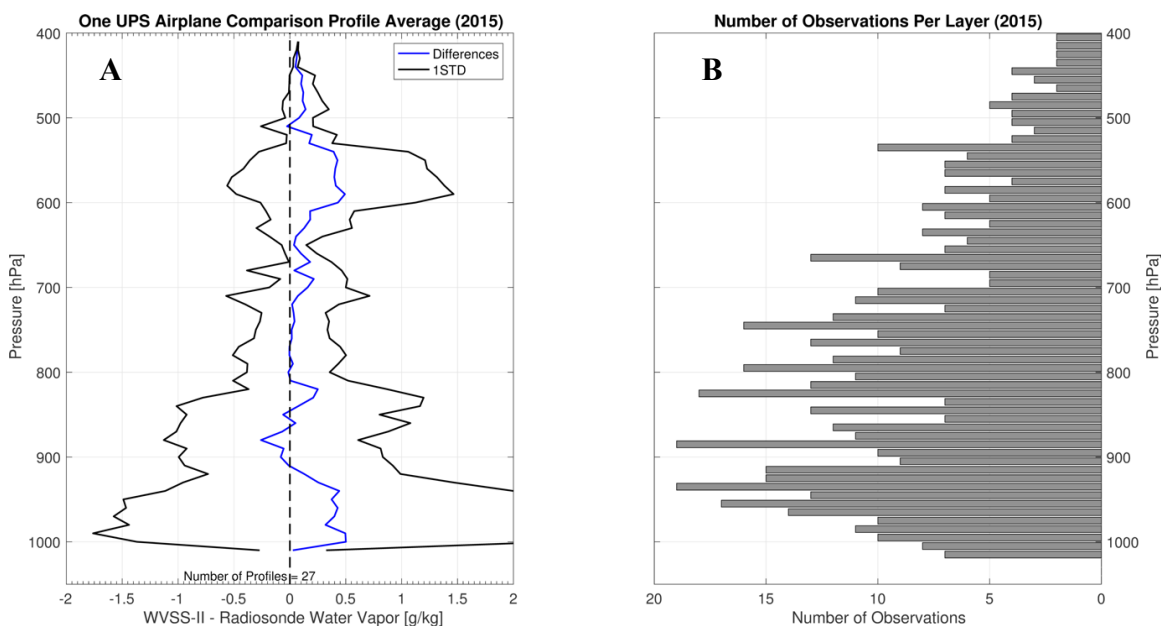 One UPS Airplane Comparison Profile Average (2015)
A
Differences
1STD
400
500
600
700
800
900
1000
Pressure [hPa]
Number of Profiles = 27
-2 -1.5 -1 -0.5 0 0.5 1 1.5 2
WVSS-II - Radiosonde Water Vapor [g/kg]
Number of Observations Per Layer (2015)
B
400
500
600
700
800
900
1000
Pressure [hPa]
20 15 10 5 0
Number of Observations